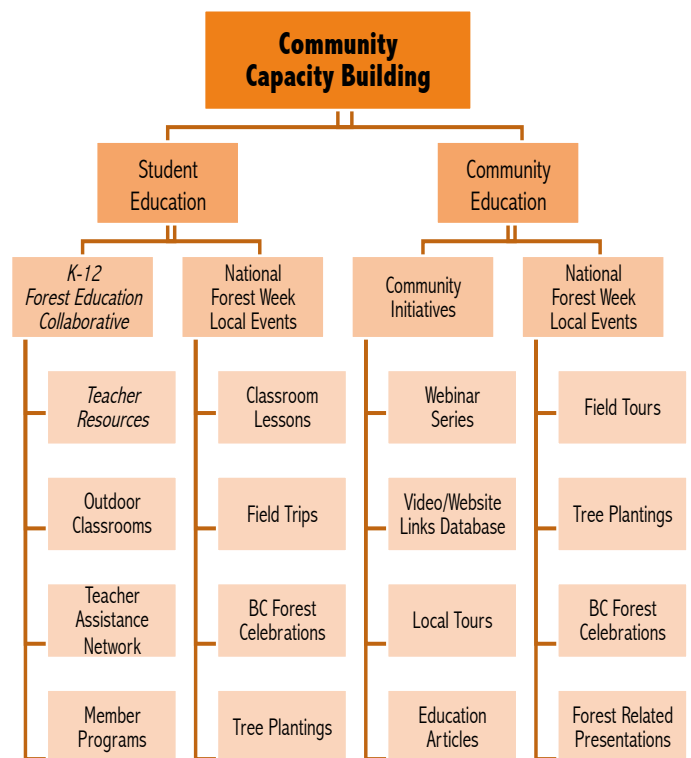 Community
Capacity Building
Student
Education
Community
Education
K-12
Forest Education
Collaborative
National
Forest Week
Local Events
Community
Initiatives
National
Forest Week
Local Events
Teacher
Resources
Classroom
Lessons
Webinar
Series
Field Tours
Outdoor
Classrooms
Field Trips
Video/Website
Links Database
Tree Plantings
Teacher
Assistance
Network
BC Forest
Celebrations
Local Tours
BC Forest
Celebrations
Member
Programs
Tree Plantings
Education
Articles
Forest Related
Presentations